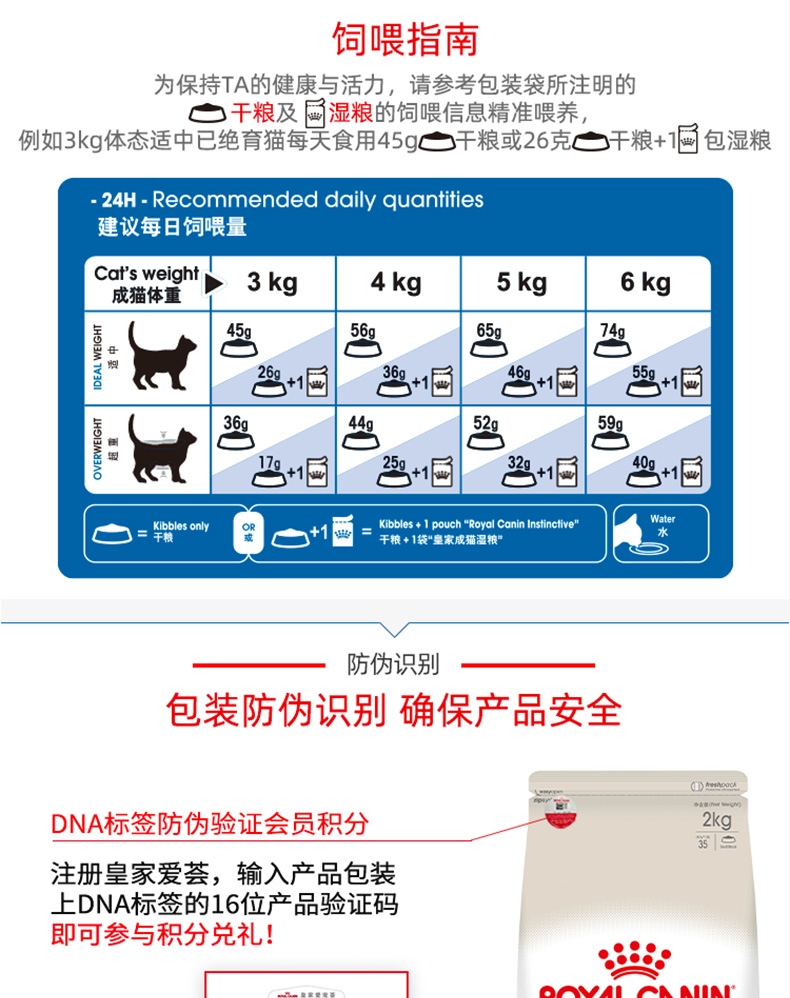 饲喂指南
为保持TA的健康与活力，请参考包装袋所注明的
干粮及 湿粮的饲喂信息精准喂养，
例如3kg体态适中已绝育猫每天食用45g 干粮或26克 干粮+1 包湿粮
- 24H - Recommended daily quantities
建议每日饲喂量
Cat's weight 3 kg 4 kg 5 kg 6 kg
成猫体重
IDEAL WEIGHT
适中
45g 56g 65g 74g
26g +1 36g +1 46g +1 55g +1
OVERWEIGHT
超重
36g 44g 52g 59g
17g +1 25g +1 32g +1 40g +1
= Kibbles only
干粮
OR
或
+1 = Kibbles + 1 pouch “Royal Canin Instinctive”
干粮 + 1袋“皇家成猫湿粮”
Water
水
防伪识别
包装防伪识别 确保产品安全
freshpack
2kg
35
DNA标签防伪验证会员积分
注册皇家爱荟，输入产品包装
上DNA标签的16位产品验证码
即可参与积分兑礼！
ROYAL CANIN